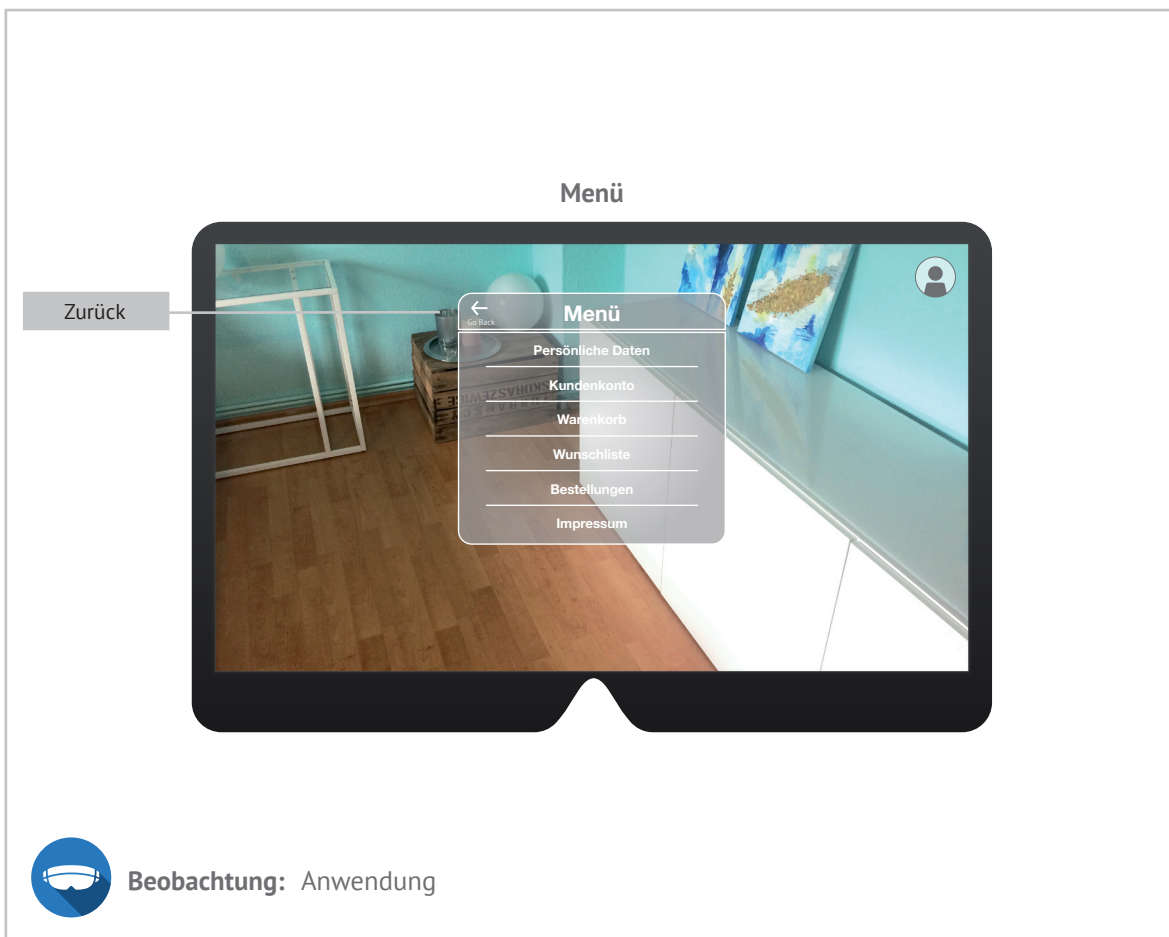 Menü
Zurück
Go Back
Menü
Persönliche Daten
Kundenkonto
Warenkorb
Wunschliste
Bestellungen
Impressum
Beobachtung: Anwendung